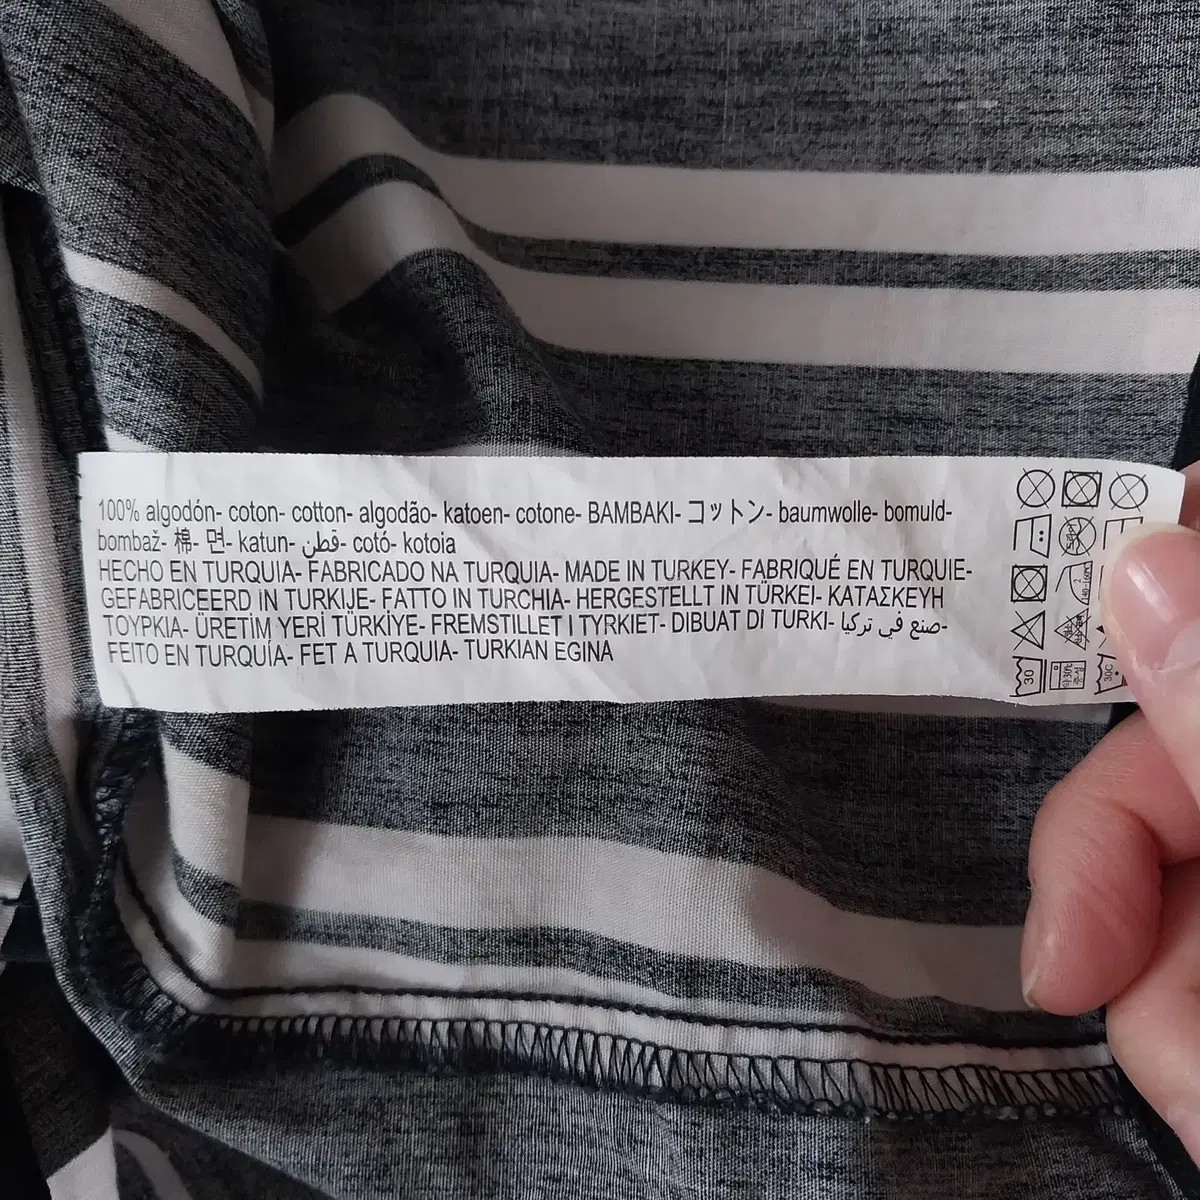 100% algodón- coton- cotton- algodão- katoen- cotone- BAMBAKI- コットン- baumwolle- bomuld-
bombaž- 棉- 면- katun- قطن- cotó- kotoia
HECHO EN TURQUIA- FABRICADO NA TURQUIA- MADE IN TURKEY- FABRIQUÉ EN TURQUIE-
GEFABRICEERD IN TURKIJE- FATTO IN TURCHIA- HERGESTELLT IN TÜRKEI- ΚΑΤΑΣΚΕΥΗ
ΤΟΥΡΚΙΑ- ÜRETİM YERİ TÜRKİYE- FREMSTILLET I TYRKIET- DIBUAT DI TURKI- صنع في تركيا-
FEITO EN TURQUÍA- FET A TURQUIA- TURKIAN EGINA
30
30C